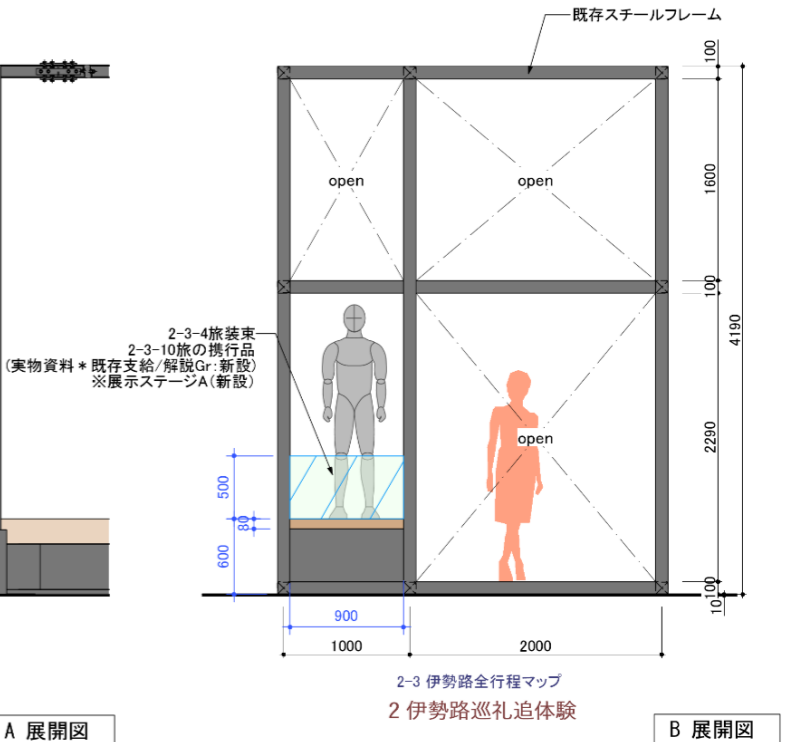 既存スチールフレーム
100
open
open
1600
100
4190
2-3-4旅装束
2-3-10旅の携行品
(実物資料*既存支給/解説Gr:新設)
※展示ステージA(新設)
open
2290
500
80
600
100
10
900
1000
2000
2-3 伊勢路全行程マップ
2 伊勢路巡礼追体験
A 展開図
B 展開図